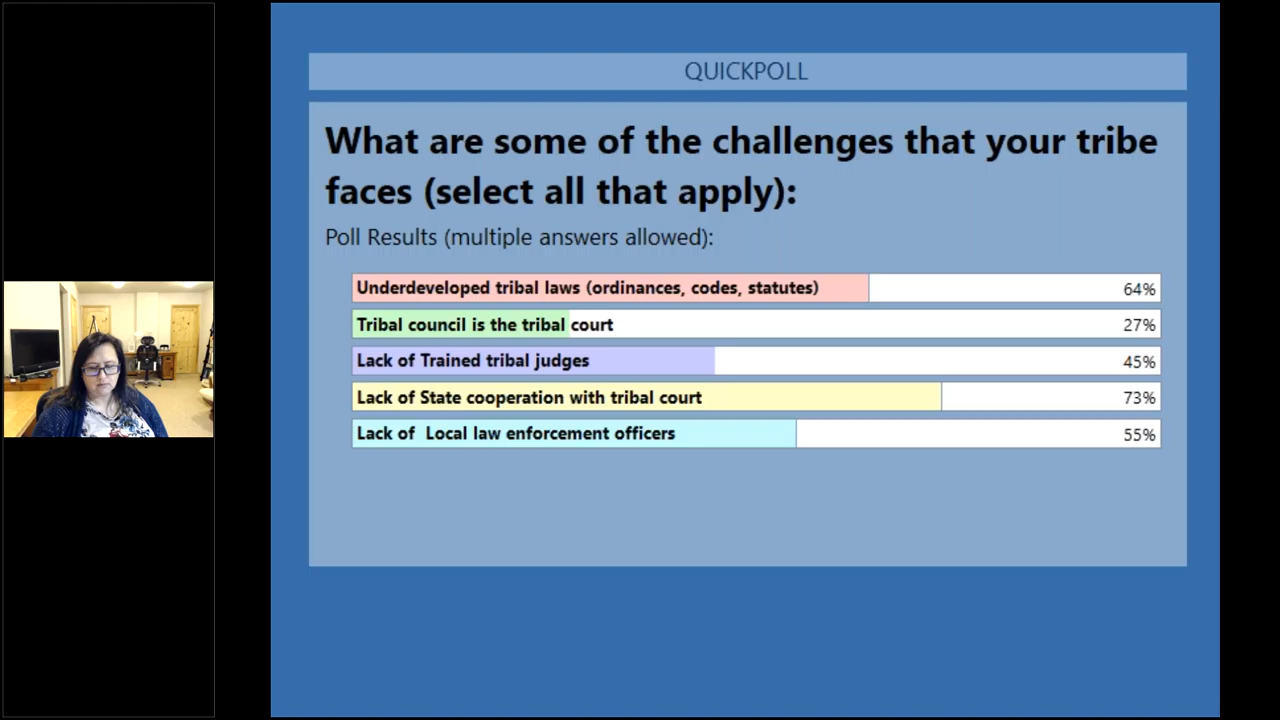 QUICKPOLL
What are some of the challenges that your tribe
faces (select all that apply):
Poll Results (multiple answers allowed):
Underdeveloped tribal laws (ordinances, codes, statutes) 64%
Tribal council is the tribal court 27%
Lack of Trained tribal judges 45%
Lack of State cooperation with tribal court 73%
Lack of  Local law enforcement officers 55%